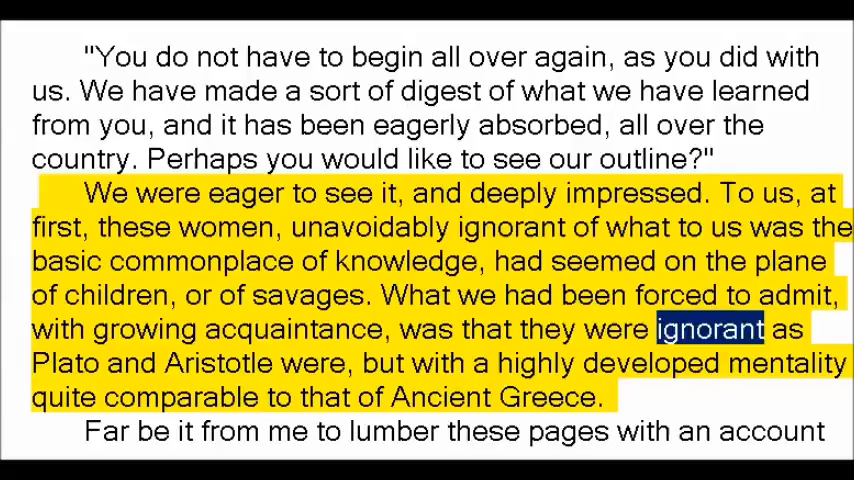 "You do not have to begin all over again, as you did with
us. We have made a sort of digest of what we have learned
from you, and it has been eagerly absorbed, all over the
country. Perhaps you would like to see our outline?"
We were eager to see it, and deeply impressed. To us, at
first, these women, unavoidably ignorant of what to us was the
basic commonplace of knowledge, had seemed on the plane
of children, or of savages. What we had been forced to admit,
with growing acquaintance, was that they were ignorant as
Plato and Aristotle were, but with a highly developed mentality
quite comparable to that of Ancient Greece.
Far be it from me to lumber these pages with an account